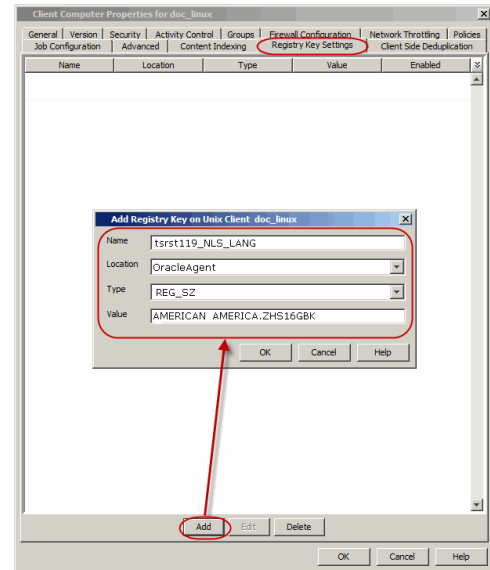 Client Computer Properties for doc_linux
General Version Security Activity Control Groups Firewall Configuration Network Throttling Policies
Job Configuration Advanced Content Indexing Registry Key Settings Client Side Deduplication
Name Location Type Value Enabled
Add Registry Key on Unix Client doc_linux
Name tsrst119_NLS_LANG
Location OracleAgent
Type REG_SZ
Value AMERICAN AMERICA.ZHS16GBK
OK Cancel Help
Add Edit Delete
OK Cancel Help